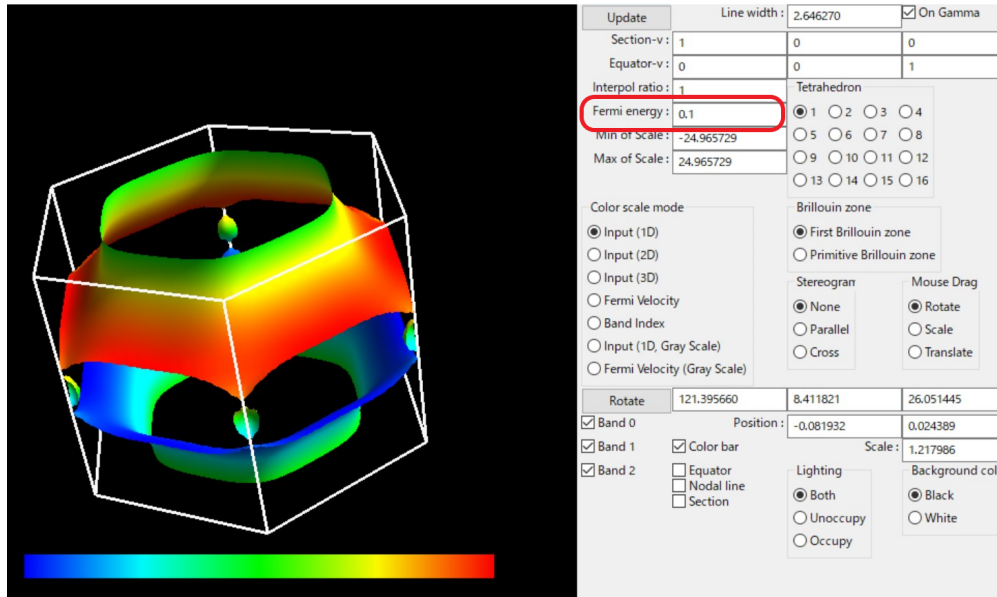 Update Line width : 2.646270 On Gamma
Section-v : 1 0 0
Equator-v : 0 0 1
Interpol ratio : 1
Fermi energy : 0.1
Min of Scale : -24.965729
Max of Scale : 24.965729
Tetrahedron
1 2 3 4
5 6 7 8
9 10 11 12
13 14 15 16
Color scale mode
Input (1D)
Input (2D)
Input (3D)
Fermi Velocity
Band Index
Input (1D, Gray Scale)
Fermi Velocity (Gray Scale)
Brillouin zone
First Brillouin zone
Primitive Brillouin zone
Stereogran
None
Parallel
Cross
Mouse Drag
Rotate
Scale
Translate
Rotate 121.395660 8.411821 26.051445
Band 0 Position : -0.081932 0.024389
Band 1 Color bar Scale : 1.217986
Band 2 Equator
Nodal line
Section
Lighting
Both
Unoccupy
Occupy
Background col
Black
White